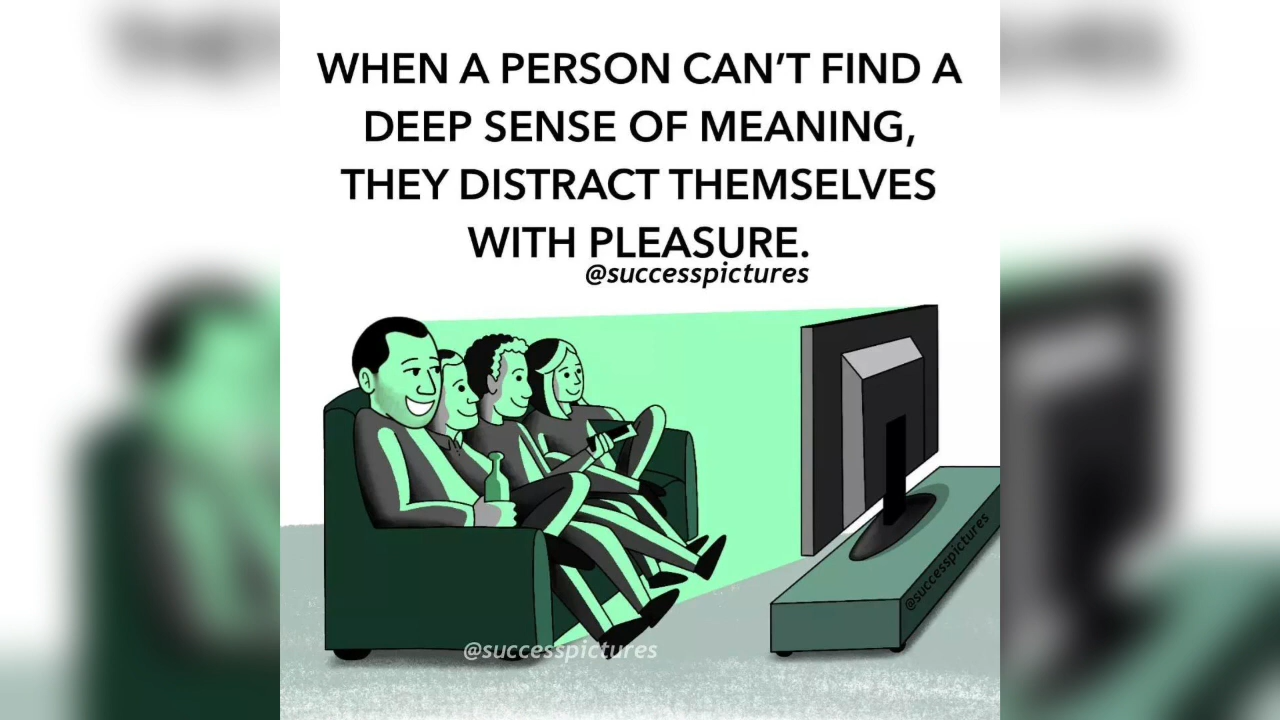 WHEN A PERSON CAN'T FIND A
DEEP SENSE OF MEANING,
THEY DISTRACT THEMSELVES
WITH PLEASURE.
@successpictures
@successpictures
@successpictures